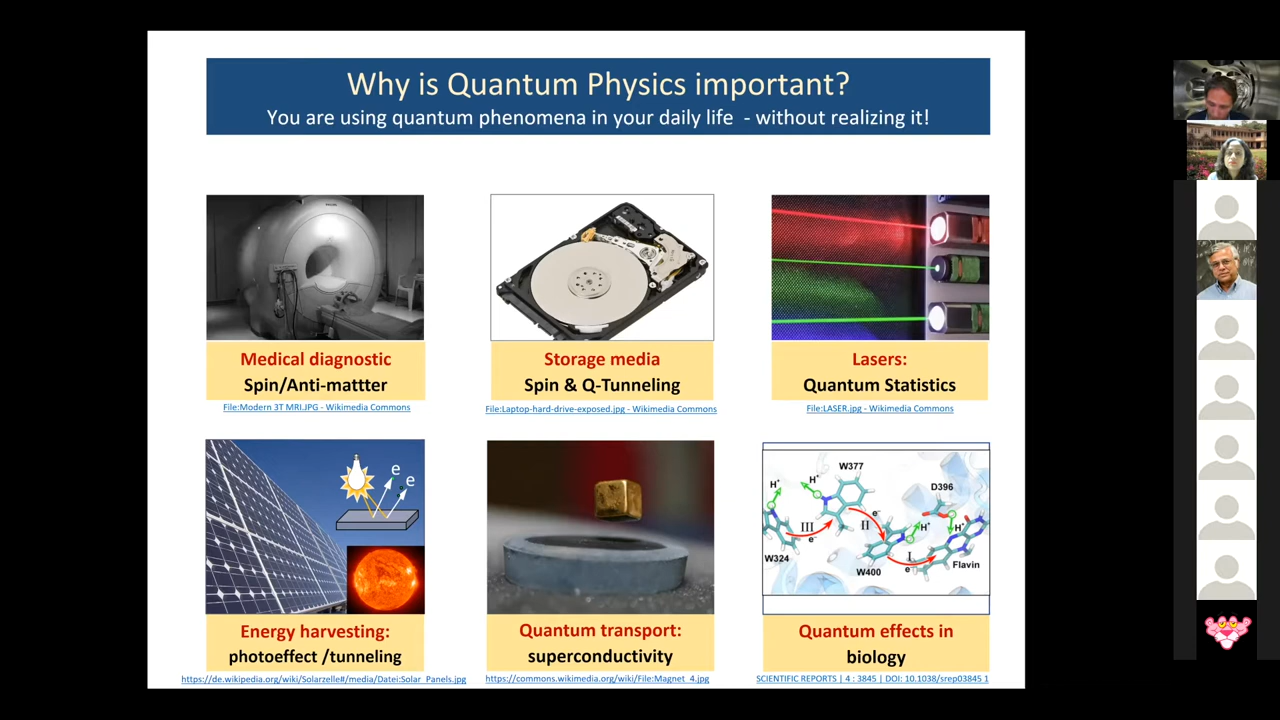 Why is Quantum Physics important?
You are using quantum phenomena in your daily life - without realizing it!
Medical diagnostic
Spin/Anti-mattter
File:Modern 3T MRI.JPG - Wikimedia Commons
Storage media
Spin & Q-Tunneling
File:Laptop-hard-drive-exposed.jpg - Wikimedia Commons
Lasers:
Quantum Statistics
File:LASER.jpg - Wikimedia Commons
e
e
Energy harvesting:
photoeffect /tunneling
https://de.wikipedia.org/wiki/Solarzelle#/media/Datei:Solar_Panels.jpg
Quantum transport:
superconductivity
https://commons.wikimedia.org/wiki/File:Magnet_4.jpg
W377
H⁺
H⁺
D396
III
e⁻
e⁻
II
H⁺
H⁺
W324
W400
I
e⁻
Flavin
Quantum effects in
biology
SCIENTIFIC REPORTS | 4 : 3845 | DOI: 10.1038/srep03845 1